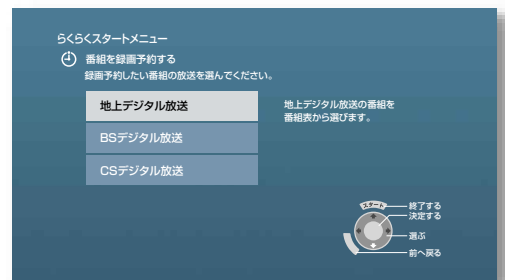 らくらくスタートメニュー
番組を録画予約する
録画予約したい番組の放送を選んでください。
地上デジタル放送
地上デジタル放送の番組を
番組表から選びます。
BSデジタル放送
CSデジタル放送
スタート
終了する
決定する
選ぶ
前へ戻る